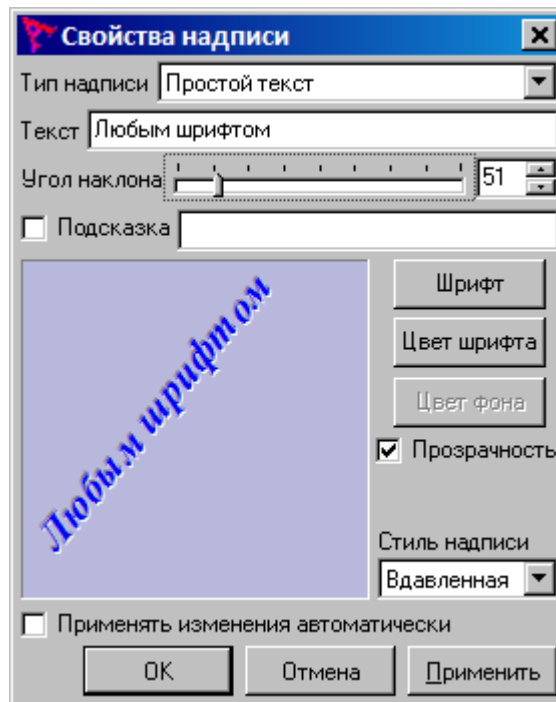 Свойства надписи
Тип надписи Простой текст
Текст Любым шрифтом
Угол наклона 51
Подсказка
Любым шрифтом
Шрифт
Цвет шрифта
Цвет фона
Прозрачность
Стиль надписи
Вдавленная
Применять изменения автоматически
OK Отмена Применить